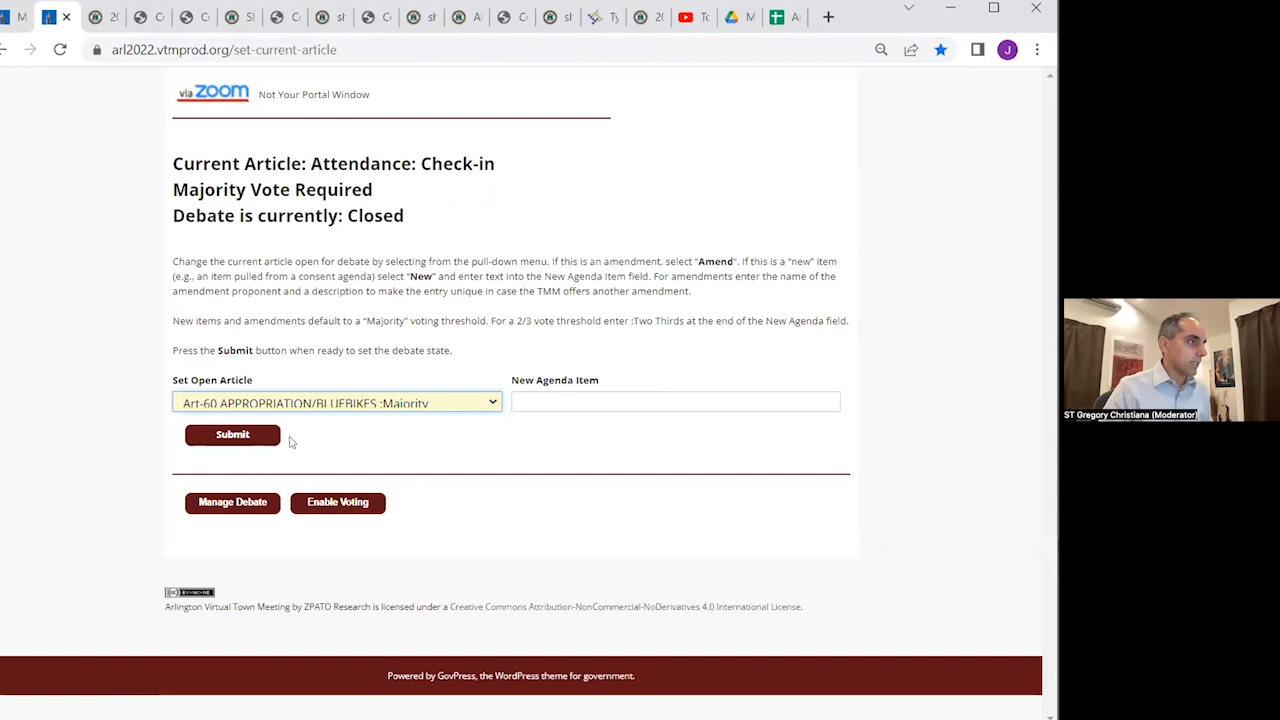 M
2(
C
C
S
C
sh
C
sh
A
C
sh
Ty
20
To
M
A
arl2022.vtmprod.org/set-current-article
J
via zoom Not Your Portal Window
Current Article: Attendance: Check-in
Majority Vote Required
Debate is currently: Closed
Change the current article open for debate by selecting from the pull-down menu. If this is an amendment, select "Amend". If this is a "new" item
(e.g., an item pulled from a consent agenda) select "New" and enter text into the New Agenda Item field. For amendments enter the name of the
amendment proponent and a description to make the entry unique in case the TMM offers another amendment.
New items and amendments default to a "Majority" voting threshold. For a 2/3 vote threshold enter :Two Thirds at the end of the New Agenda field.
Press the Submit button when ready to set the debate state.
Set Open Article New Agenda Item
Art-60 APPROPRIATION/BLUEBIKES :Majority
Submit
Manage Debate Enable Voting
ST Gregory Christiana (Moderator)
Arlington Virtual Town Meeting by ZPATO Research is licensed under a Creative Commons Attribution-NonCommercial-NoDerivatives 4.0 International License.
Powered by GovPress, the WordPress theme for government.